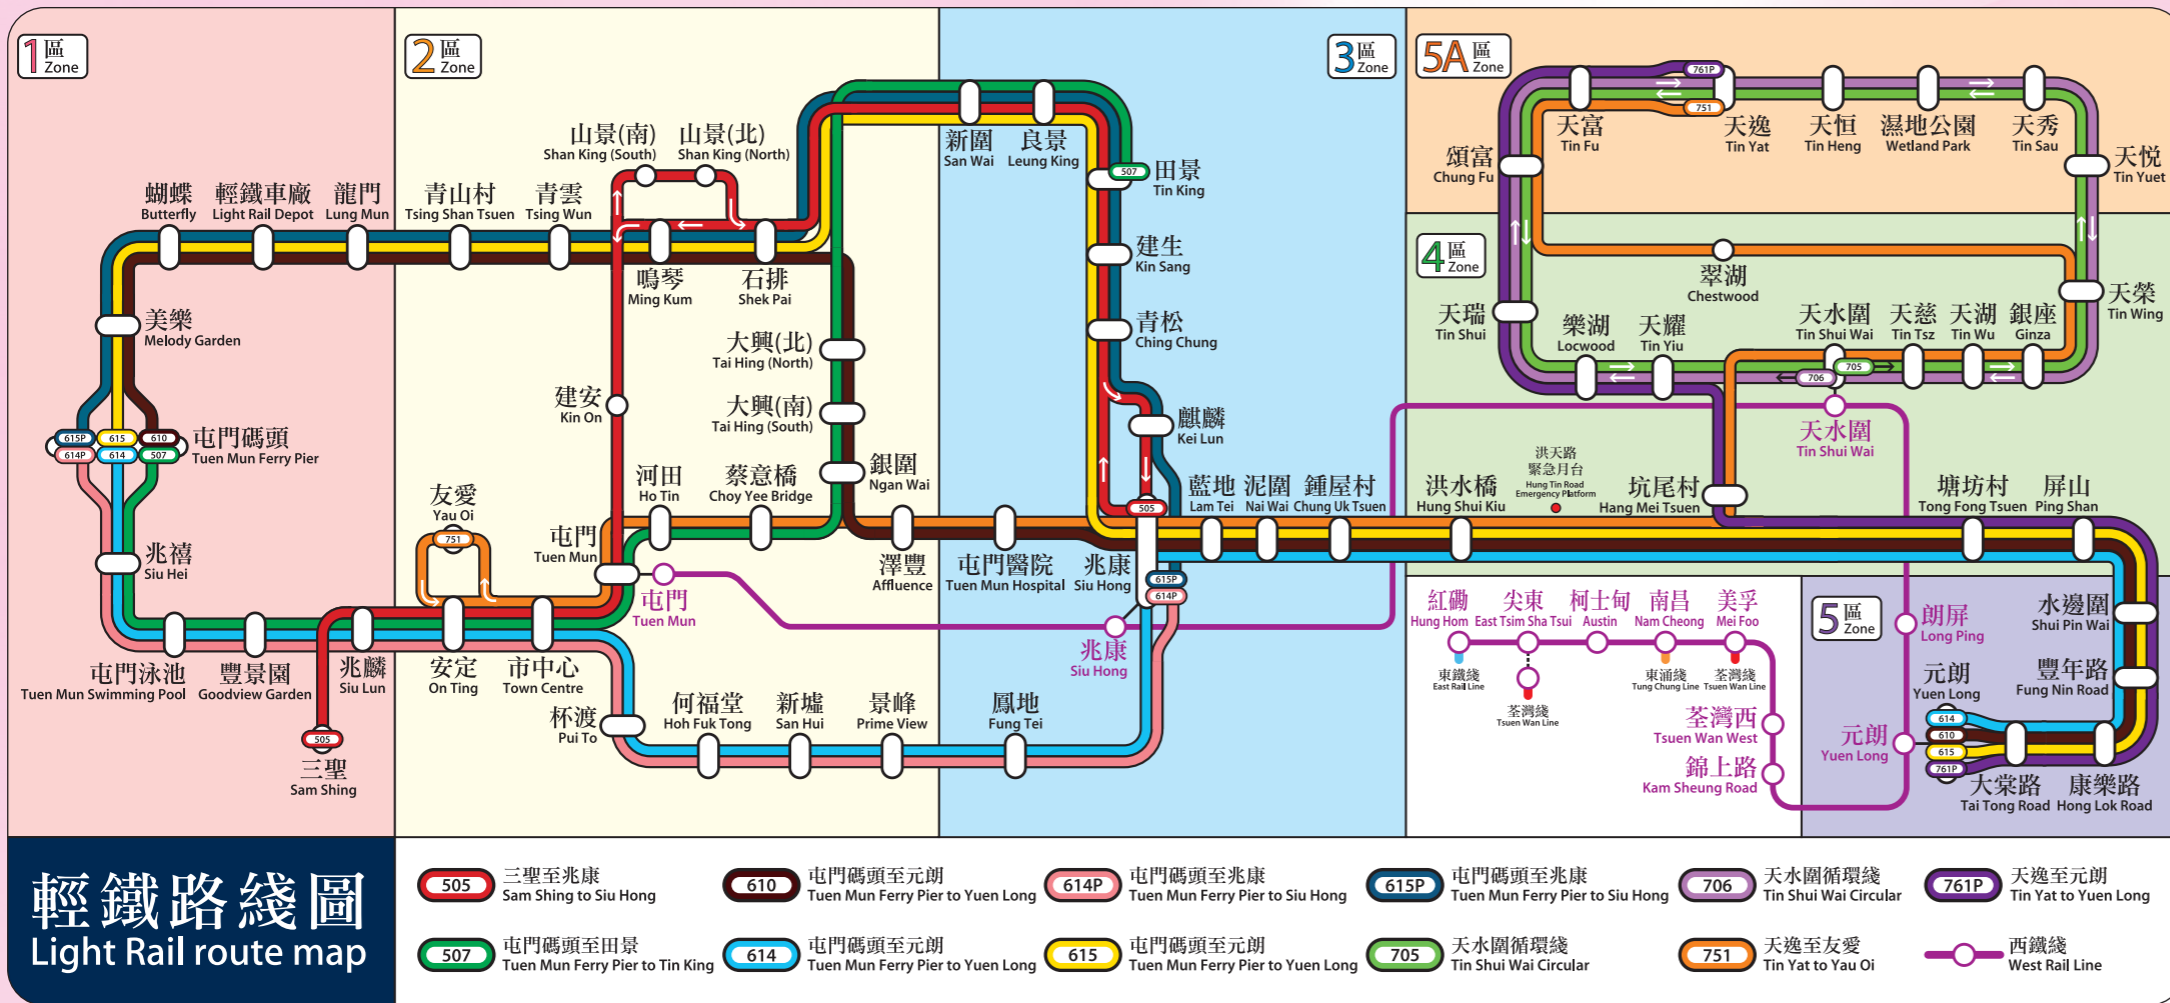 1 區
Zone
2 區
Zone
3 區
Zone
5A 區
Zone
4 區
Zone
5 區
Zone
蝴蝶
Butterfly
輕鐵車廠
Light Rail Depot
龍門
Lung Mun
青山村
Tsing Shan Tsuen
青雲
Tsing Wun
山景(南)
Shan King (South)
山景(北)
Shan King (North)
鳴琴
Ming Kum
石排
Shek Pai
美樂
Melody Garden
615P
615
610
614P
614
507
屯門碼頭
Tuen Mun Ferry Pier
兆禧
Siu Hei
屯門泳池
Tuen Mun Swimming Pool
豐景園
Goodview Garden
兆麟
Siu Lun
505
三聖
Sam Shing
建安
Kin On
大興(北)
Tai Hing (North)
大興(南)
Tai Hing (South)
銀圍
Ngan Wai
河田
Ho Tin
蔡意橋
Choy Yee Bridge
友愛
Yau Oi
751
屯門
Tuen Mun
屯門
Tuen Mun
安定
On Ting
市中心
Town Centre
杯渡
Pui To
何福堂
Hoh Fuk Tong
新墟
San Hui
景峰
Prime View
鳳地
Fung Tei
澤豐
Affluence
屯門醫院
Tuen Mun Hospital
兆康
Siu Hong
505
615P
614P
兆康
Siu Hong
新圍
San Wai
良景
Leung King
507
田景
Tin King
建生
Kin Sang
青松
Ching Chung
麒麟
Kei Lun
藍地
Lam Tei
泥圍
Nai Wai
鍾屋村
Chung Uk Tsuen
洪水橋
Hung Shui Kiu
洪天路
緊急月台
Hung Tin Road
Emergency Platform
坑尾村
Hang Mei Tsuen
塘坊村
Tong Fong Tsuen
屏山
Ping Shan
761P
751
天富
Tin Fu
天逸
Tin Yat
天恒
Tin Heng
濕地公園
Wetland Park
天秀
Tin Sau
頌富
Chung Fu
天悦
Tin Yuet
翠湖
Chestwood
天瑞
Tin Shui
樂湖
Locwood
天耀
Tin Yiu
天水圍
Tin Shui Wai
天慈
Tin Tsz
天湖
Tin Wu
銀座
Ginza
天榮
Tin Wing
705
706
天水圍
Tin Shui Wai
紅磡
Hung Hom
尖東
East Tsim Sha Tsui
柯士甸
Austin
南昌
Nam Cheong
美孚
Mei Foo
東鐵綫
East Rail Line
荃灣綫
Tsuen Wan Line
東涌綫
Tung Chung Line
荃灣綫
Tsuen Wan Line
荃灣西
Tsuen Wan West
錦上路
Kam Sheung Road
朗屏
Long Ping
元朗
Yuen Long
元朗
Yuen Long
614
610
615
761P
水邊圍
Shui Pin Wai
豐年路
Fung Nin Road
大棠路
Tai Tong Road
康樂路
Hong Lok Road
輕鐵路綫圖
Light Rail route map
505 三聖至兆康
Sam Shing to Siu Hong
610 屯門碼頭至元朗
Tuen Mun Ferry Pier to Yuen Long
614P 屯門碼頭至兆康
Tuen Mun Ferry Pier to Siu Hong
615P 屯門碼頭至兆康
Tuen Mun Ferry Pier to Siu Hong
706 天水圍循環綫
Tin Shui Wai Circular
761P 天逸至元朗
Tin Yat to Yuen Long
507 屯門碼頭至田景
Tuen Mun Ferry Pier to Tin King
614 屯門碼頭至元朗
Tuen Mun Ferry Pier to Yuen Long
615 屯門碼頭至元朗
Tuen Mun Ferry Pier to Yuen Long
705 天水圍循環綫
Tin Shui Wai Circular
751 天逸至友愛
Tin Yat to Yau Oi
西鐵綫
West Rail Line